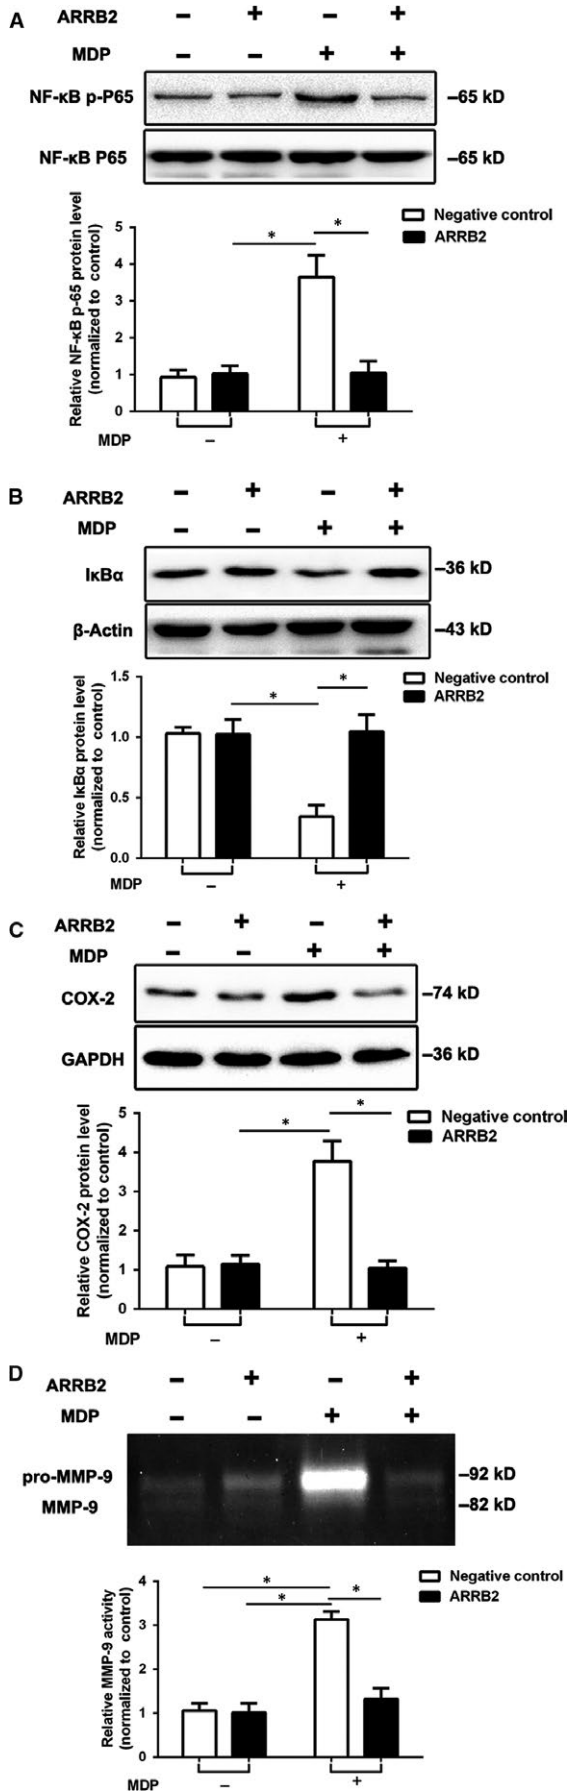 A
ARRB2 – + – +
MDP – – + +
NF-κB p-P65 –65 kD
NF-κB P65 –65 kD
Relative NF-κB p-65 protein level
(normalized to control)
5
4
3
2
1
0
* *
Negative control
ARRB2
MDP – +
B
ARRB2 – + – +
MDP – – + +
IκBα –36 kD
β-Actin –43 kD
Relative IκBα protein level
(normalized to control)
1.5
1.0
0.5
0.0
* *
Negative control
ARRB2
MDP – +
C
ARRB2 – + – +
MDP – – + +
COX-2 –74 kD
GAPDH –36 kD
Relative COX-2 protein level
(normalized to control)
5
4
3
2
1
0
* *
Negative control
ARRB2
MDP – +
D
ARRB2 – + – +
MDP – – + +
pro-MMP-9 –92 kD
MMP-9 –82 kD
Relative MMP-9 activity
(normalized to control)
4
3
2
1
0
* * *
Negative control
ARRB2
MDP – +